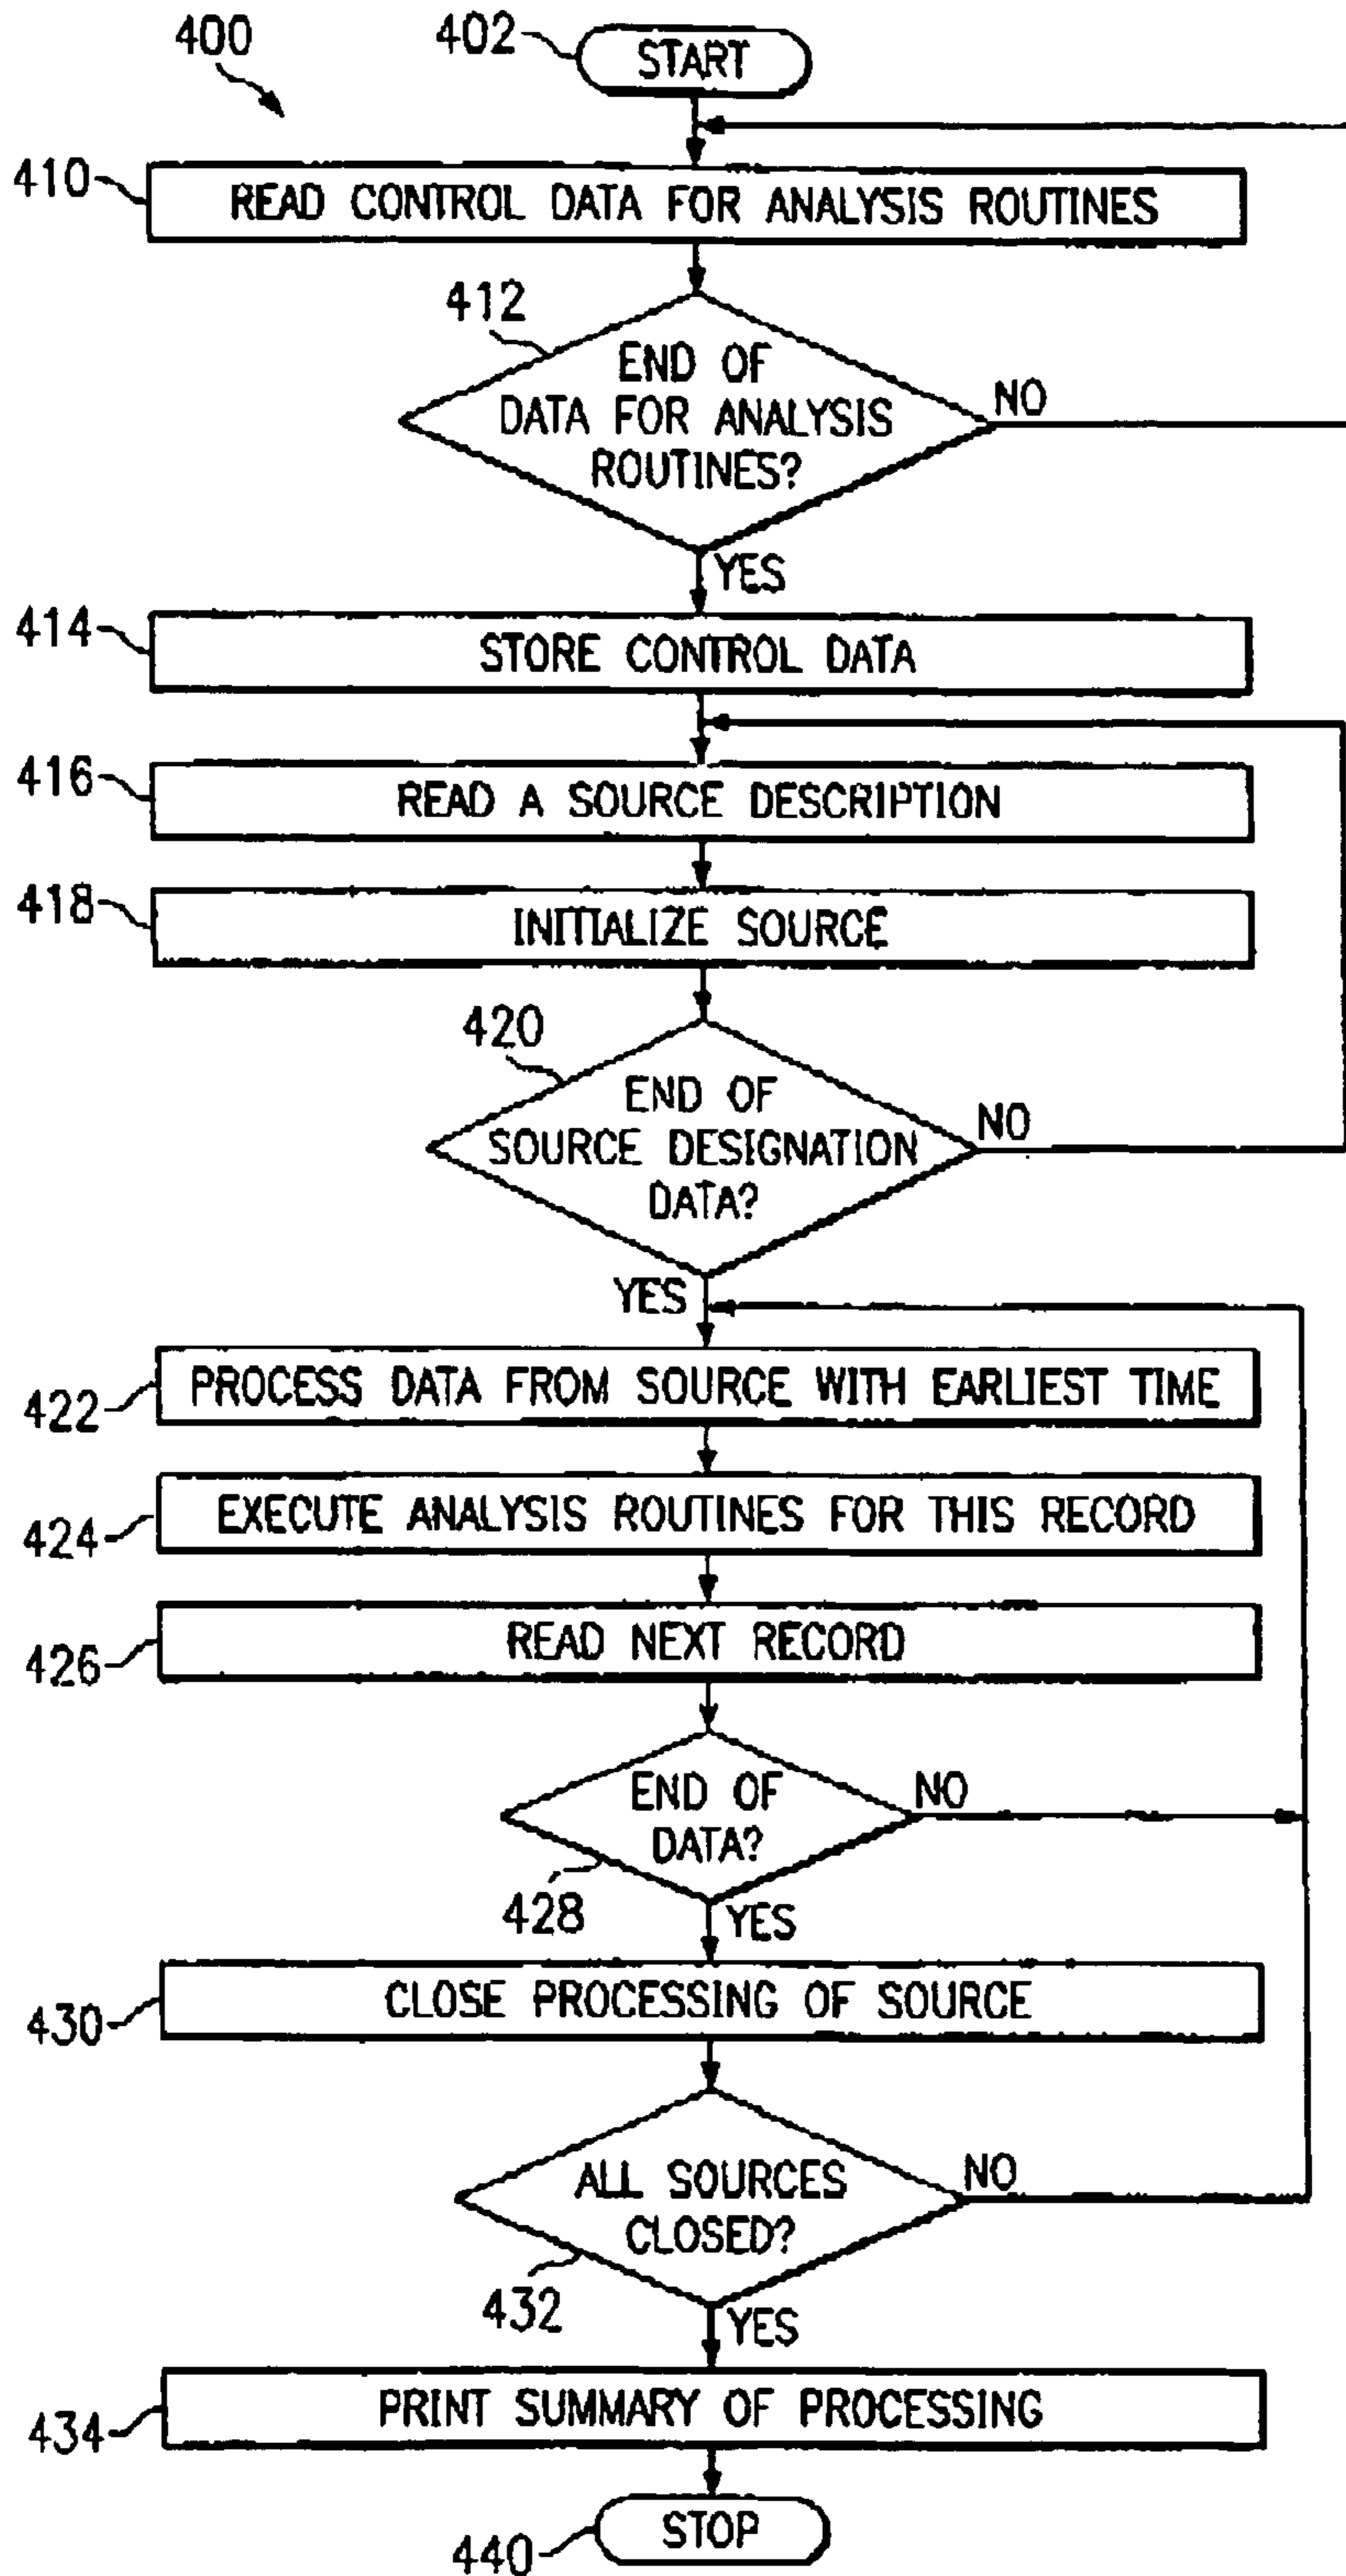 400
402
START
410
READ CONTROL DATA FOR ANALYSIS ROUTINES
412
END OF
DATA FOR ANALYSIS
ROUTINES?
NO
YES
414
STORE CONTROL DATA
416
READ A SOURCE DESCRIPTION
418
INITIALIZE SOURCE
420
END OF
SOURCE DESIGNATION
DATA?
NO
YES
422
PROCESS DATA FROM SOURCE WITH EARLIEST TIME
424
EXECUTE ANALYSIS ROUTINES FOR THIS RECORD
426
READ NEXT RECORD
END OF
DATA?
NO
428
YES
430
CLOSE PROCESSING OF SOURCE
ALL SOURCES
CLOSED?
NO
432
YES
434
PRINT SUMMARY OF PROCESSING
440
STOP